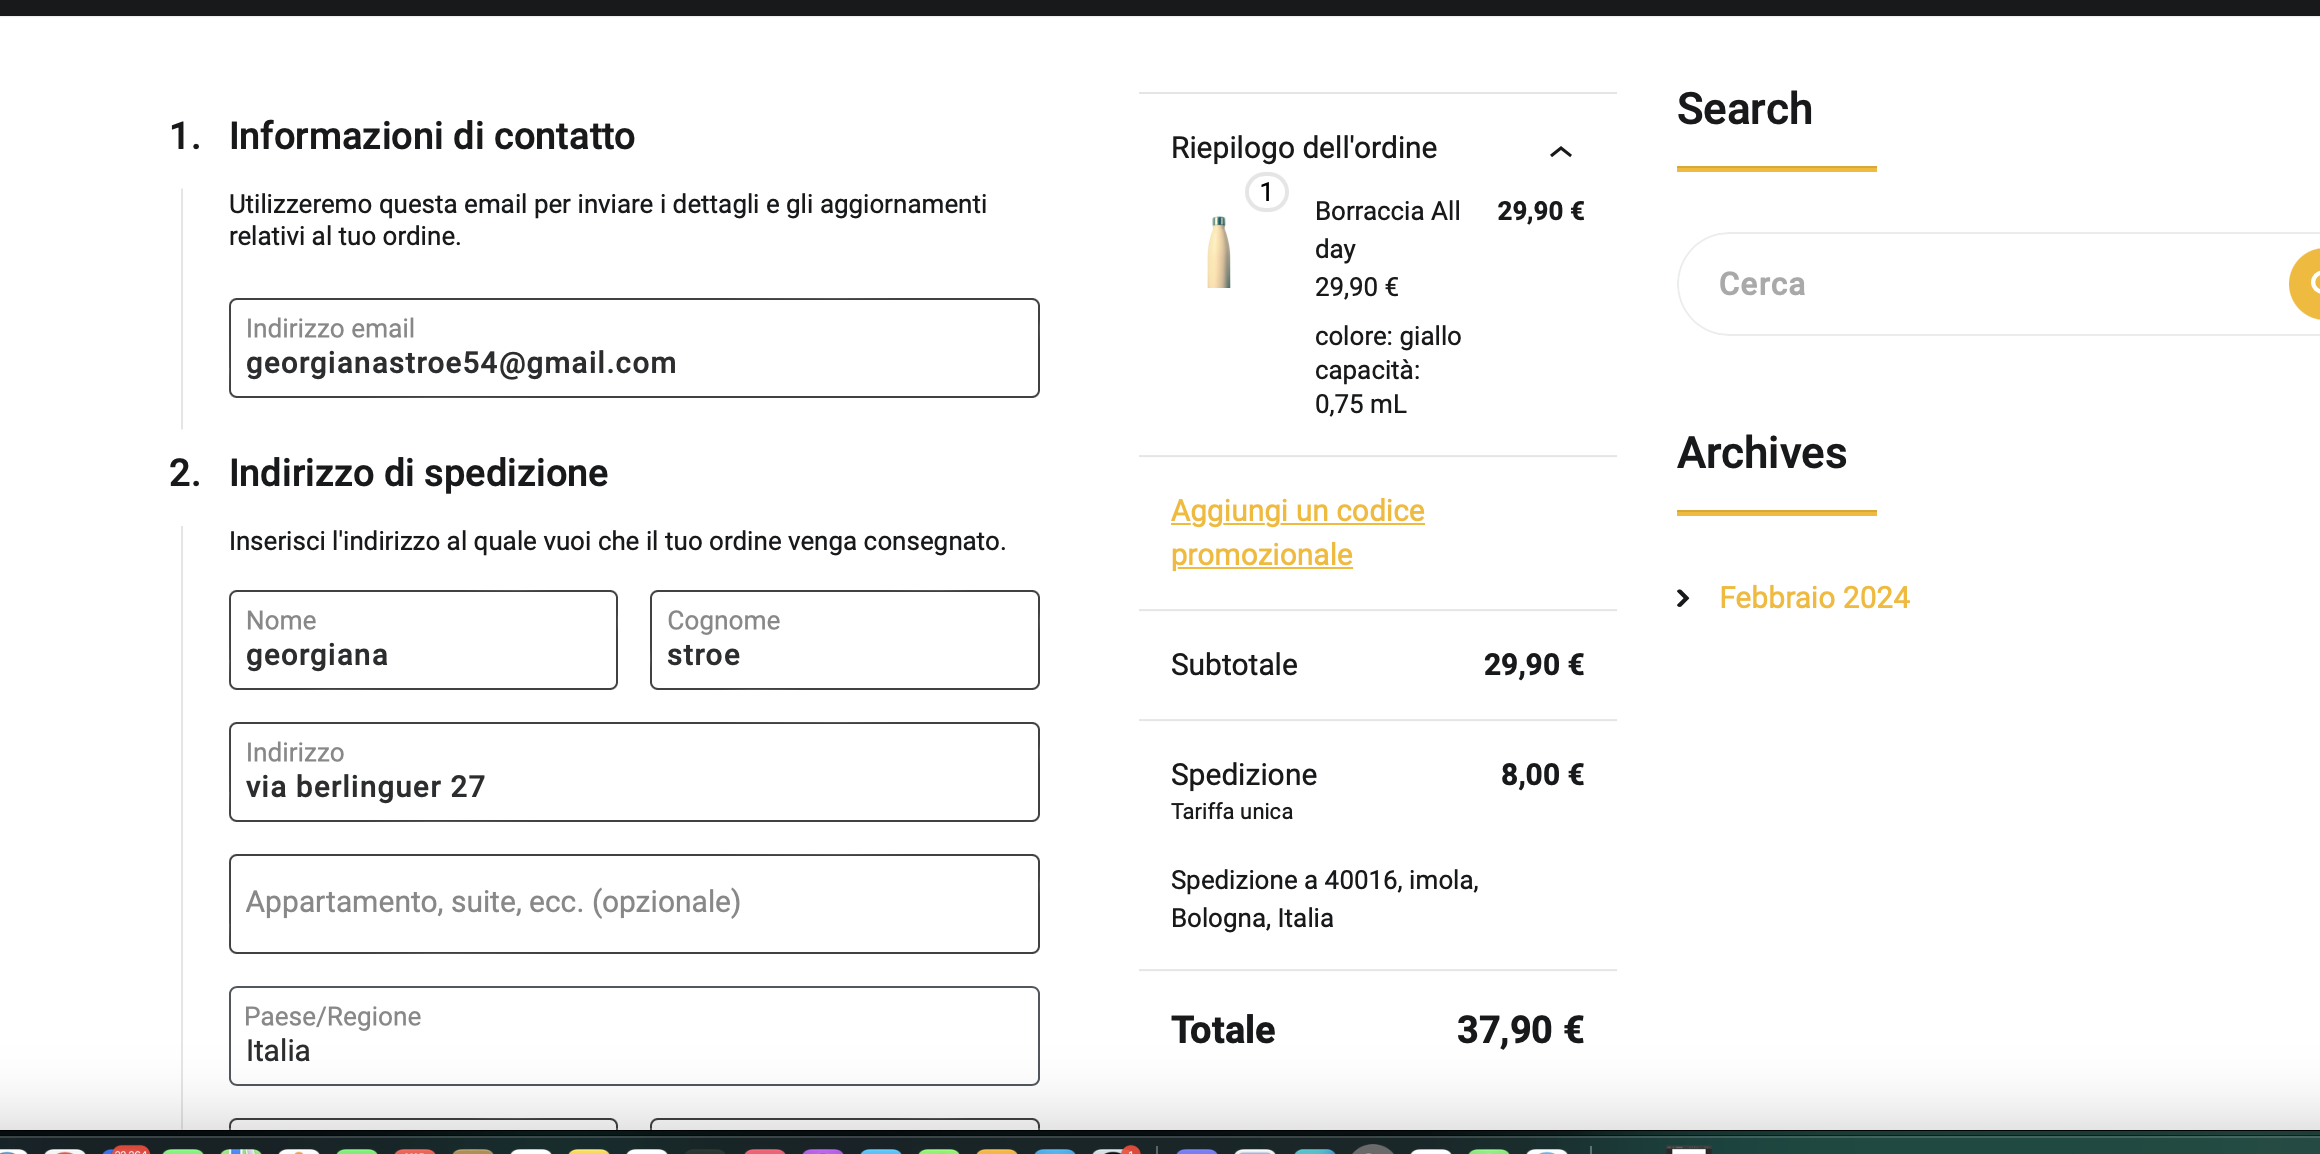 1. Informazioni di contatto
Utilizzeremo questa email per inviare i dettagli e gli aggiornamenti
relativi al tuo ordine.
Indirizzo email
georgianastroe54@gmail.com
2. Indirizzo di spedizione
Inserisci l'indirizzo al quale vuoi che il tuo ordine venga consegnato.
Nome
georgiana
Cognome
stroe
Indirizzo
via berlinguer 27
Appartamento, suite, ecc. (opzionale)
Paese/Regione
Italia
Riepilogo dell'ordine
1
Borraccia All 29,90 €
day
29,90 €
colore: giallo
capacità:
0,75 mL
Aggiungi un codice
promozionale
Subtotale 29,90 €
Spedizione 8,00 €
Tariffa unica
Spedizione a 40016, imola,
Bologna, Italia
Totale 37,90 €
Search
Cerca
Archives
Febbraio 2024